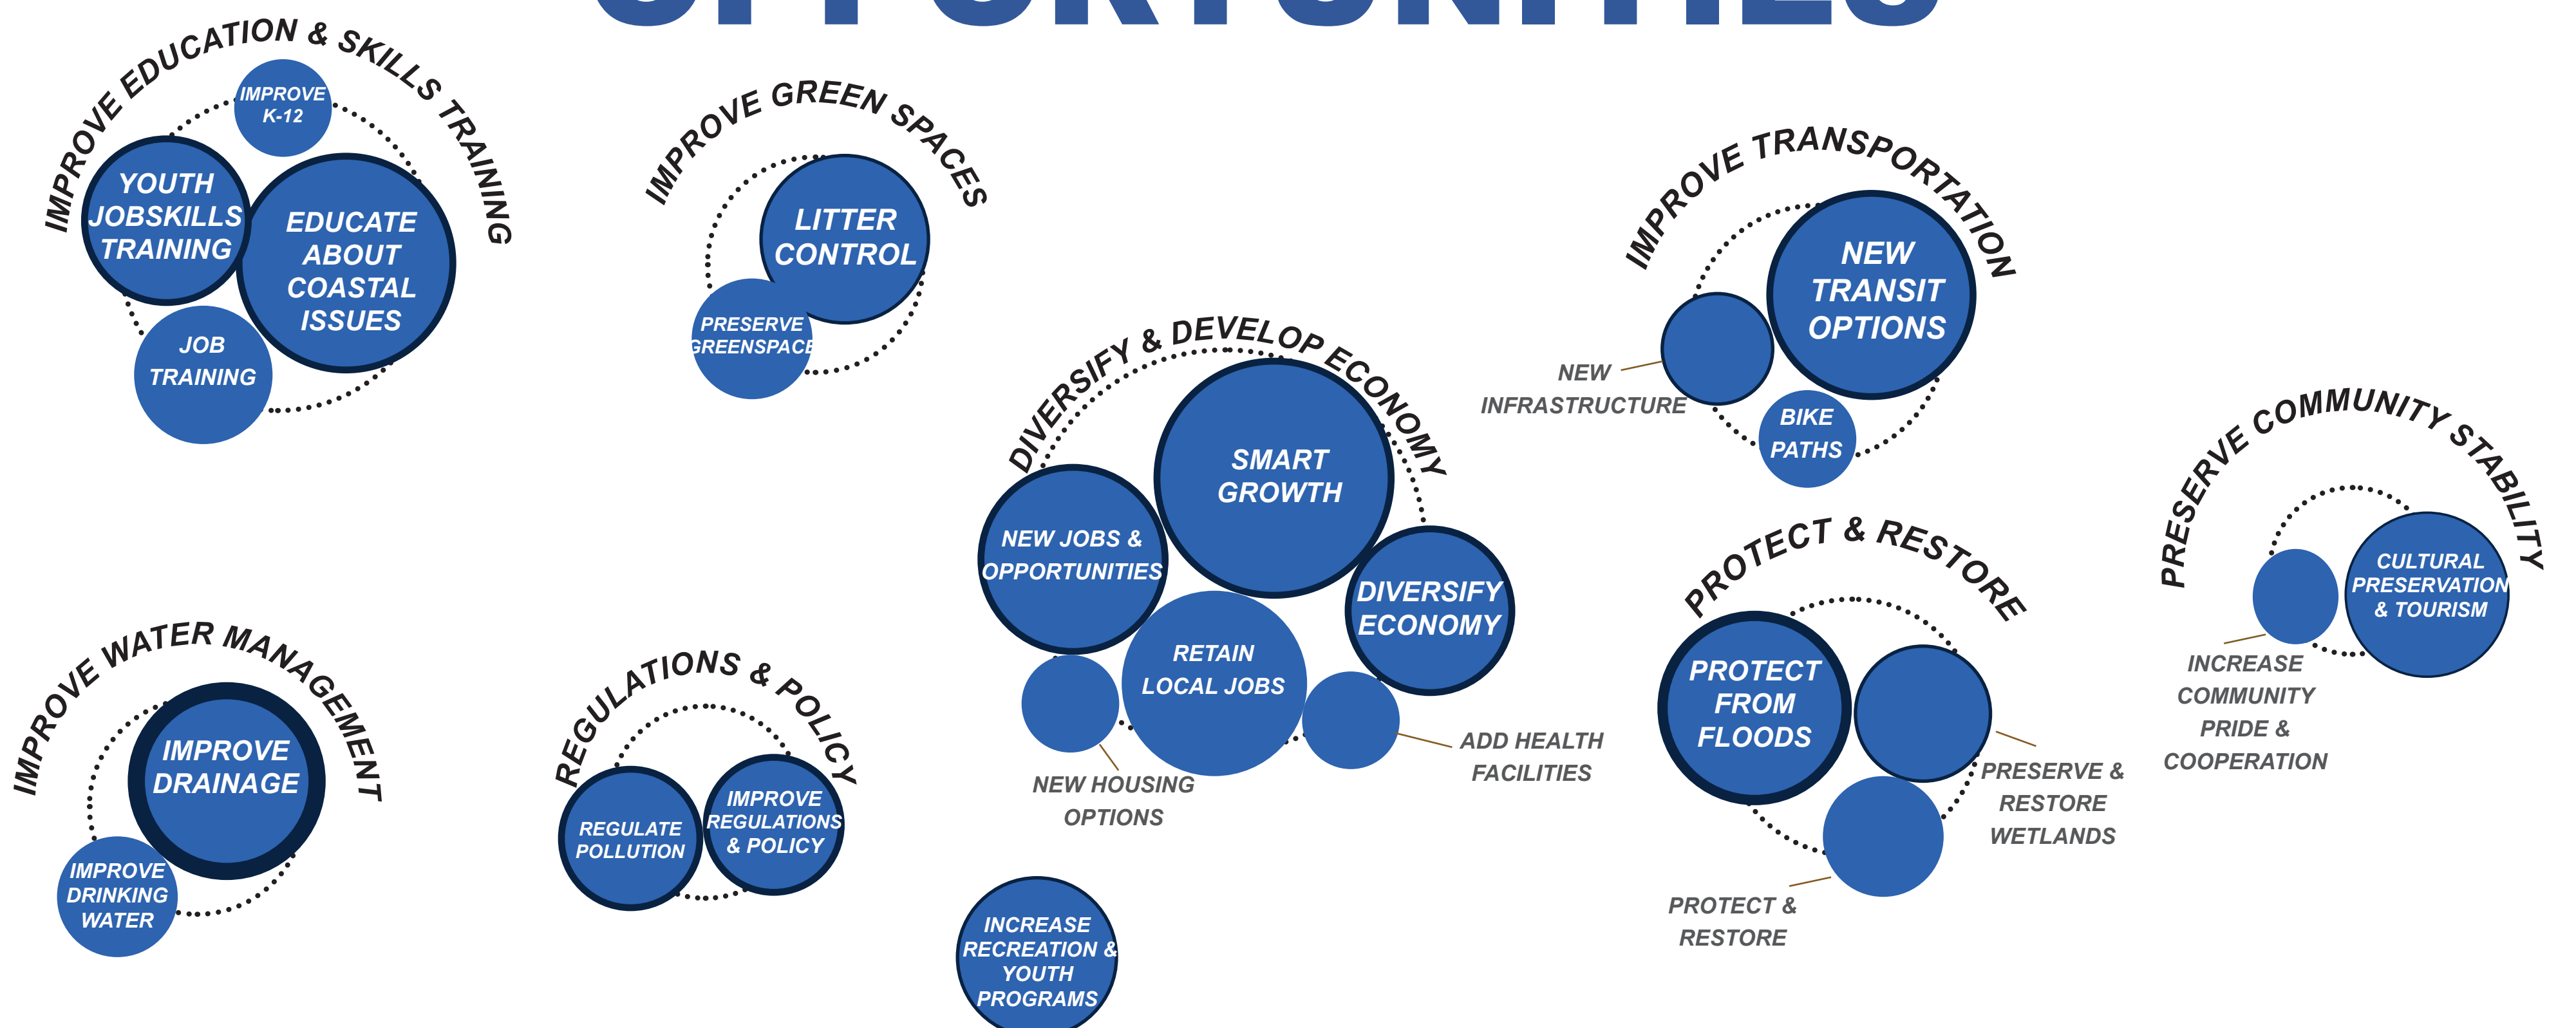 OPPORTUNITIES
IMPROVE EDUCATION & SKILLS TRAINING
IMPROVE
K-12
YOUTH
JOBSKILLS
TRAINING
EDUCATE
ABOUT
COASTAL
ISSUES
JOB
TRAINING
IMPROVE GREEN SPACES
LITTER
CONTROL
PRESERVE
GREENSPACE
DIVERSIFY & DEVELOP ECONOMY
SMART
GROWTH
NEW JOBS &
OPPORTUNITIES
DIVERSIFY
ECONOMY
RETAIN
LOCAL JOBS
NEW HOUSING
OPTIONS
ADD HEALTH
FACILITIES
IMPROVE TRANSPORTATION
NEW
TRANSIT
OPTIONS
NEW
INFRASTRUCTURE
BIKE
PATHS
PRESERVE COMMUNITY STABILITY
CULTURAL
PRESERVATION
& TOURISM
INCREASE
COMMUNITY
PRIDE &
COOPERATION
PROTECT & RESTORE
PROTECT
FROM
FLOODS
PRESERVE &
RESTORE
WETLANDS
PROTECT &
RESTORE
IMPROVE WATER MANAGEMENT
IMPROVE
DRAINAGE
IMPROVE
DRINKING
WATER
REGULATIONS & POLICY
REGULATE
POLLUTION
IMPROVE
REGULATIONS
& POLICY
INCREASE
RECREATION &
YOUTH
PROGRAMS